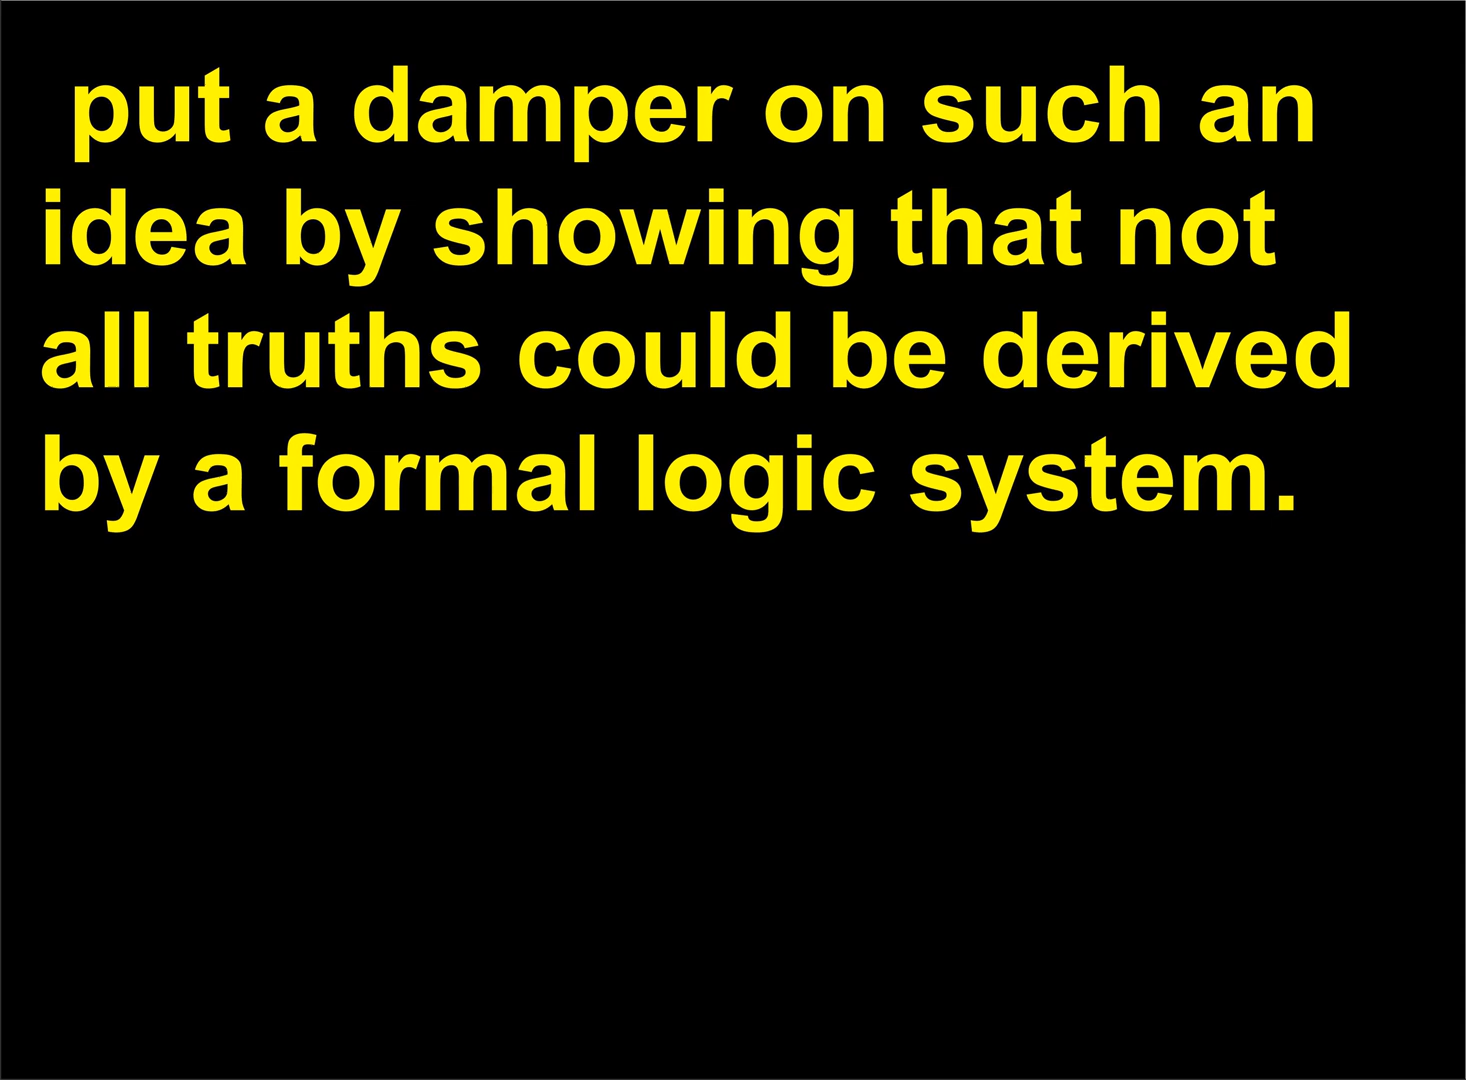 put a damper on such an
idea by showing that not
all truths could be derived
by a formal logic system.